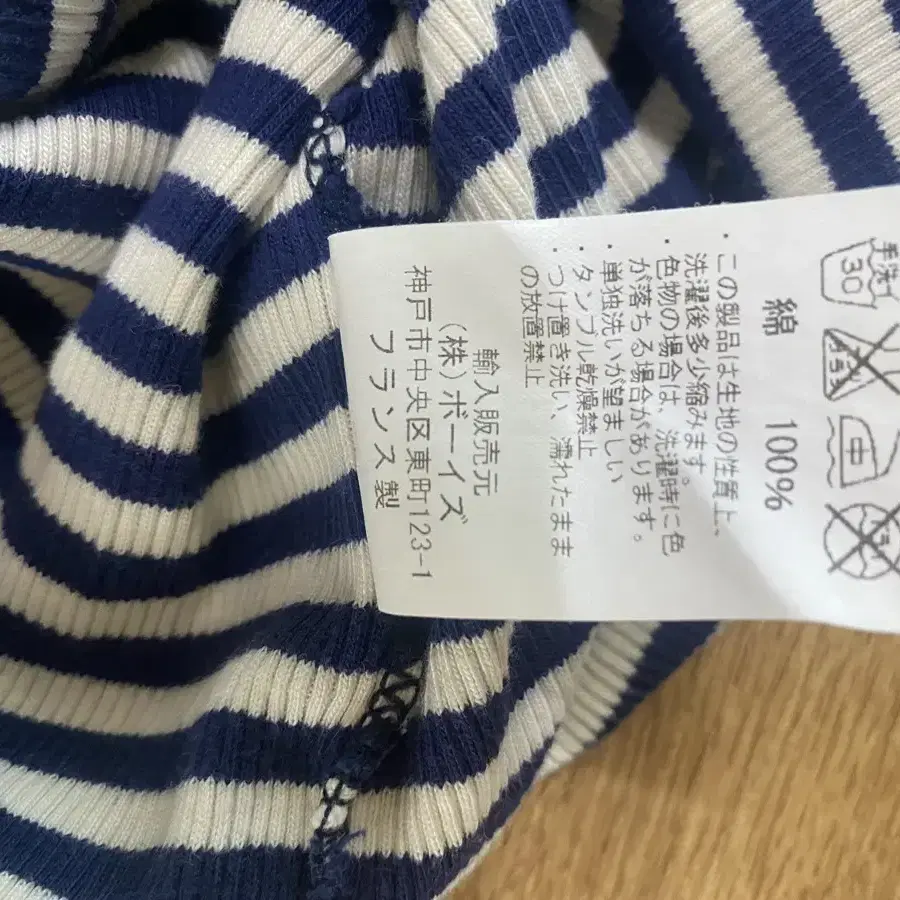 手洗イ
30
綿 100%
・この製品は生地の性質上、
洗濯後多少縮みます。
・色物の場合は、洗濯時に色
が落ちる場合があります。
・単独洗いが望ましい
・タンブル乾燥禁止
・つけ置き洗い、濡れたまま
の放置禁止
輸入販売元
(株)ボーイズ
神戸市中央区東町123-1
フランス製